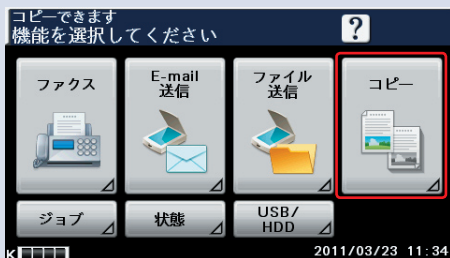 コピーできます
機能を選択してください
?
ファクス
E-mail
送信
ファイル
送信
コピー
ジョブ
状態
USB/
HDD
K
2011/03/23 11:34